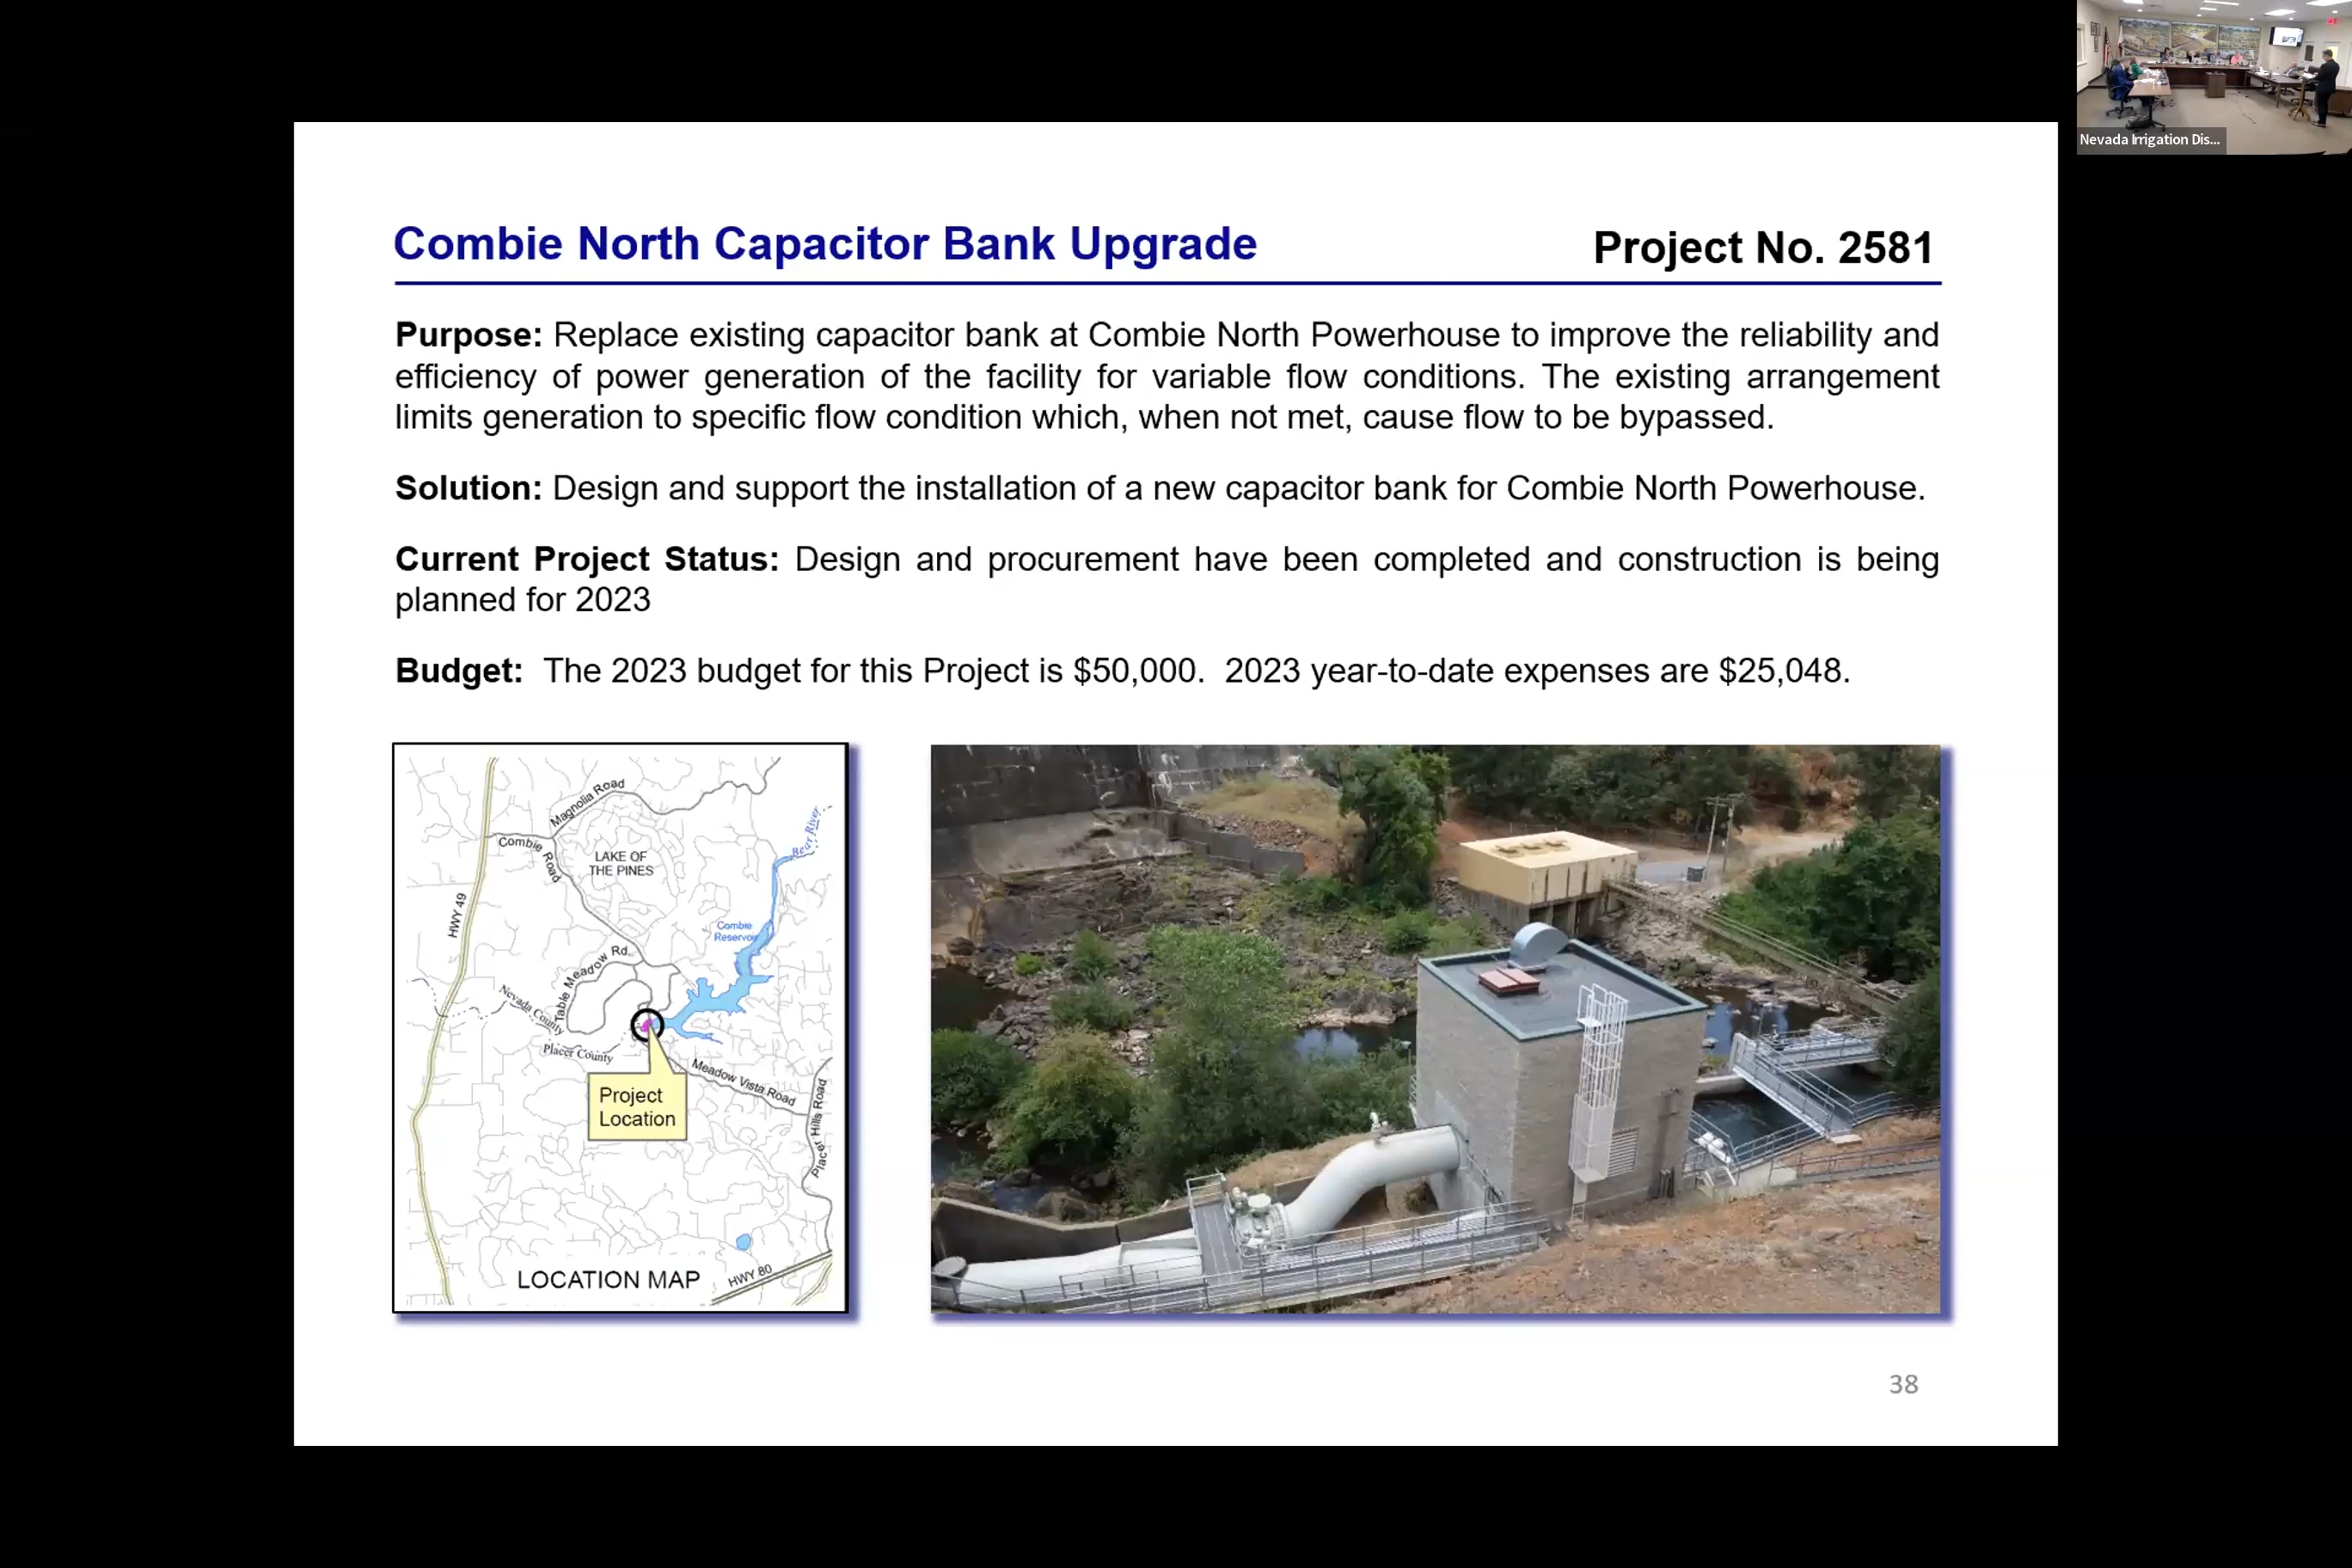 Nevada Irrigation Dis...
Combie North Capacitor Bank Upgrade
Project No. 2581
Purpose: Replace existing capacitor bank at Combie North Powerhouse to improve the reliability and
efficiency of power generation of the facility for variable flow conditions. The existing arrangement
limits generation to specific flow condition which, when not met, cause flow to be bypassed.
Solution: Design and support the installation of a new capacitor bank for Combie North Powerhouse.
Current Project Status: Design and procurement have been completed and construction is being
planned for 2023
Budget: The 2023 budget for this Project is $50,000. 2023 year-to-date expenses are $25,048.
Magnolia Road
Bear River
Combie Road
LAKE OF
THE PINES
HWY 49
Combie
Reservoir
Table Meadow Rd.
Nevada County
Placer County
Meadow Vista Road
Placer Hills Road
Project
Location
LOCATION MAP
HWY 80
38